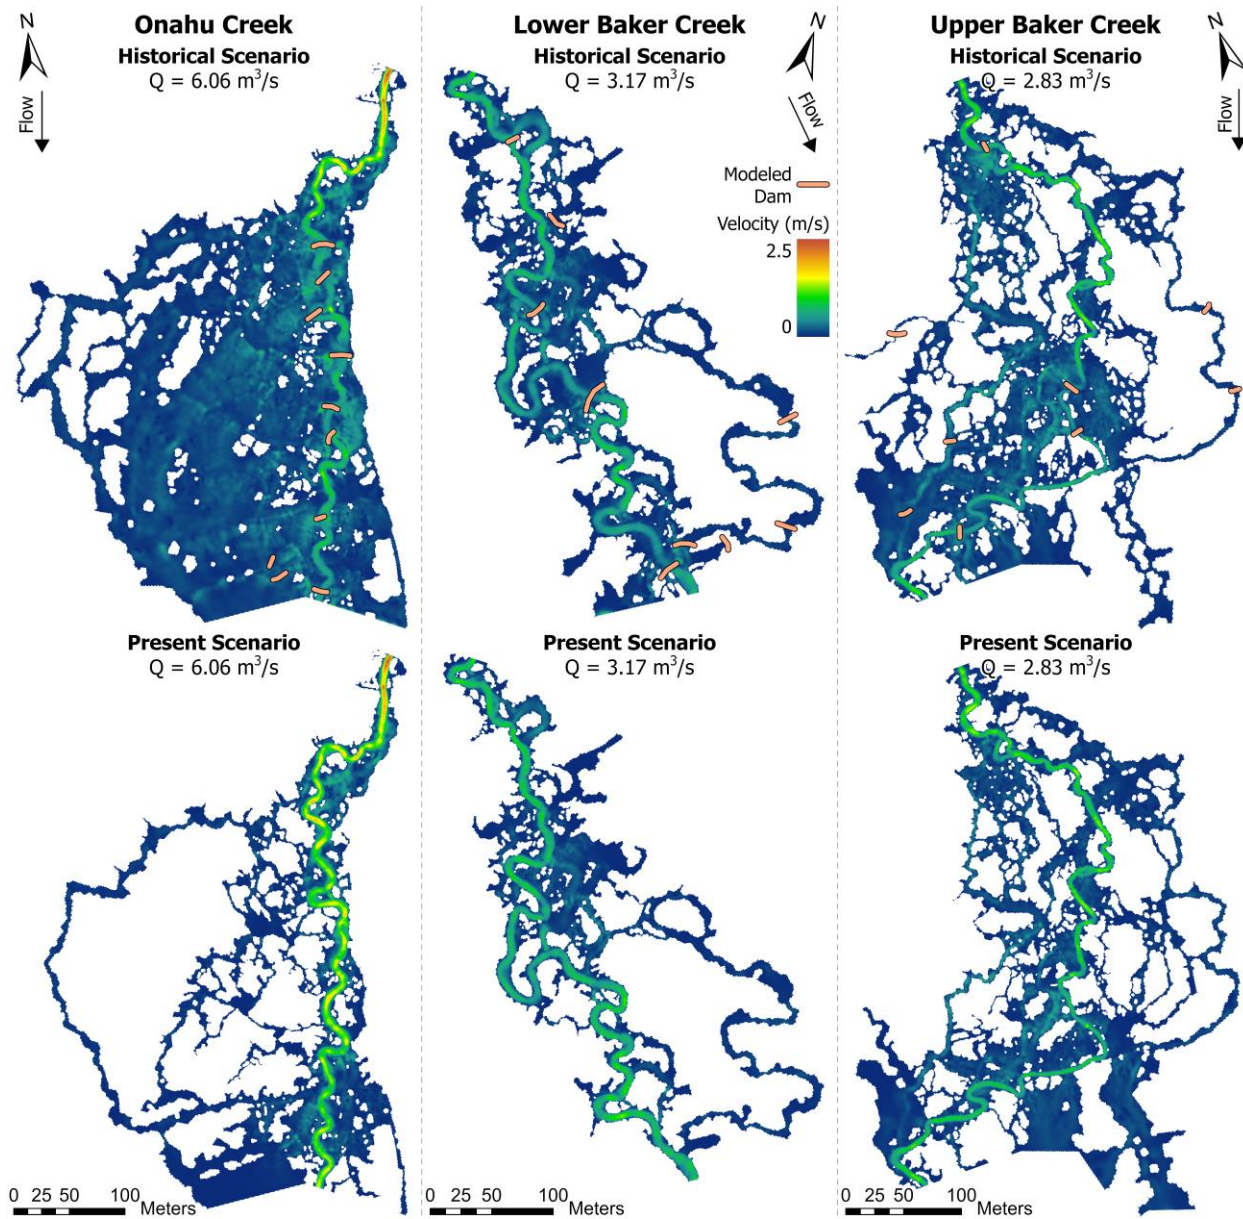 Onahu Creek
Historical Scenario
Q = 6.06 m³/s
N
Flow
Lower Baker Creek
Historical Scenario
Q = 3.17 m³/s
N
Flow
Modeled
Dam
Velocity (m/s)
2.5
0
Upper Baker Creek
Historical Scenario
Q = 2.83 m³/s
N
Flow
Present Scenario
Q = 6.06 m³/s
0 25 50 100
Meters
Present Scenario
Q = 3.17 m³/s
0 25 50 100
Meters
Present Scenario
Q = 2.83 m³/s
0 25 50 100
Meters